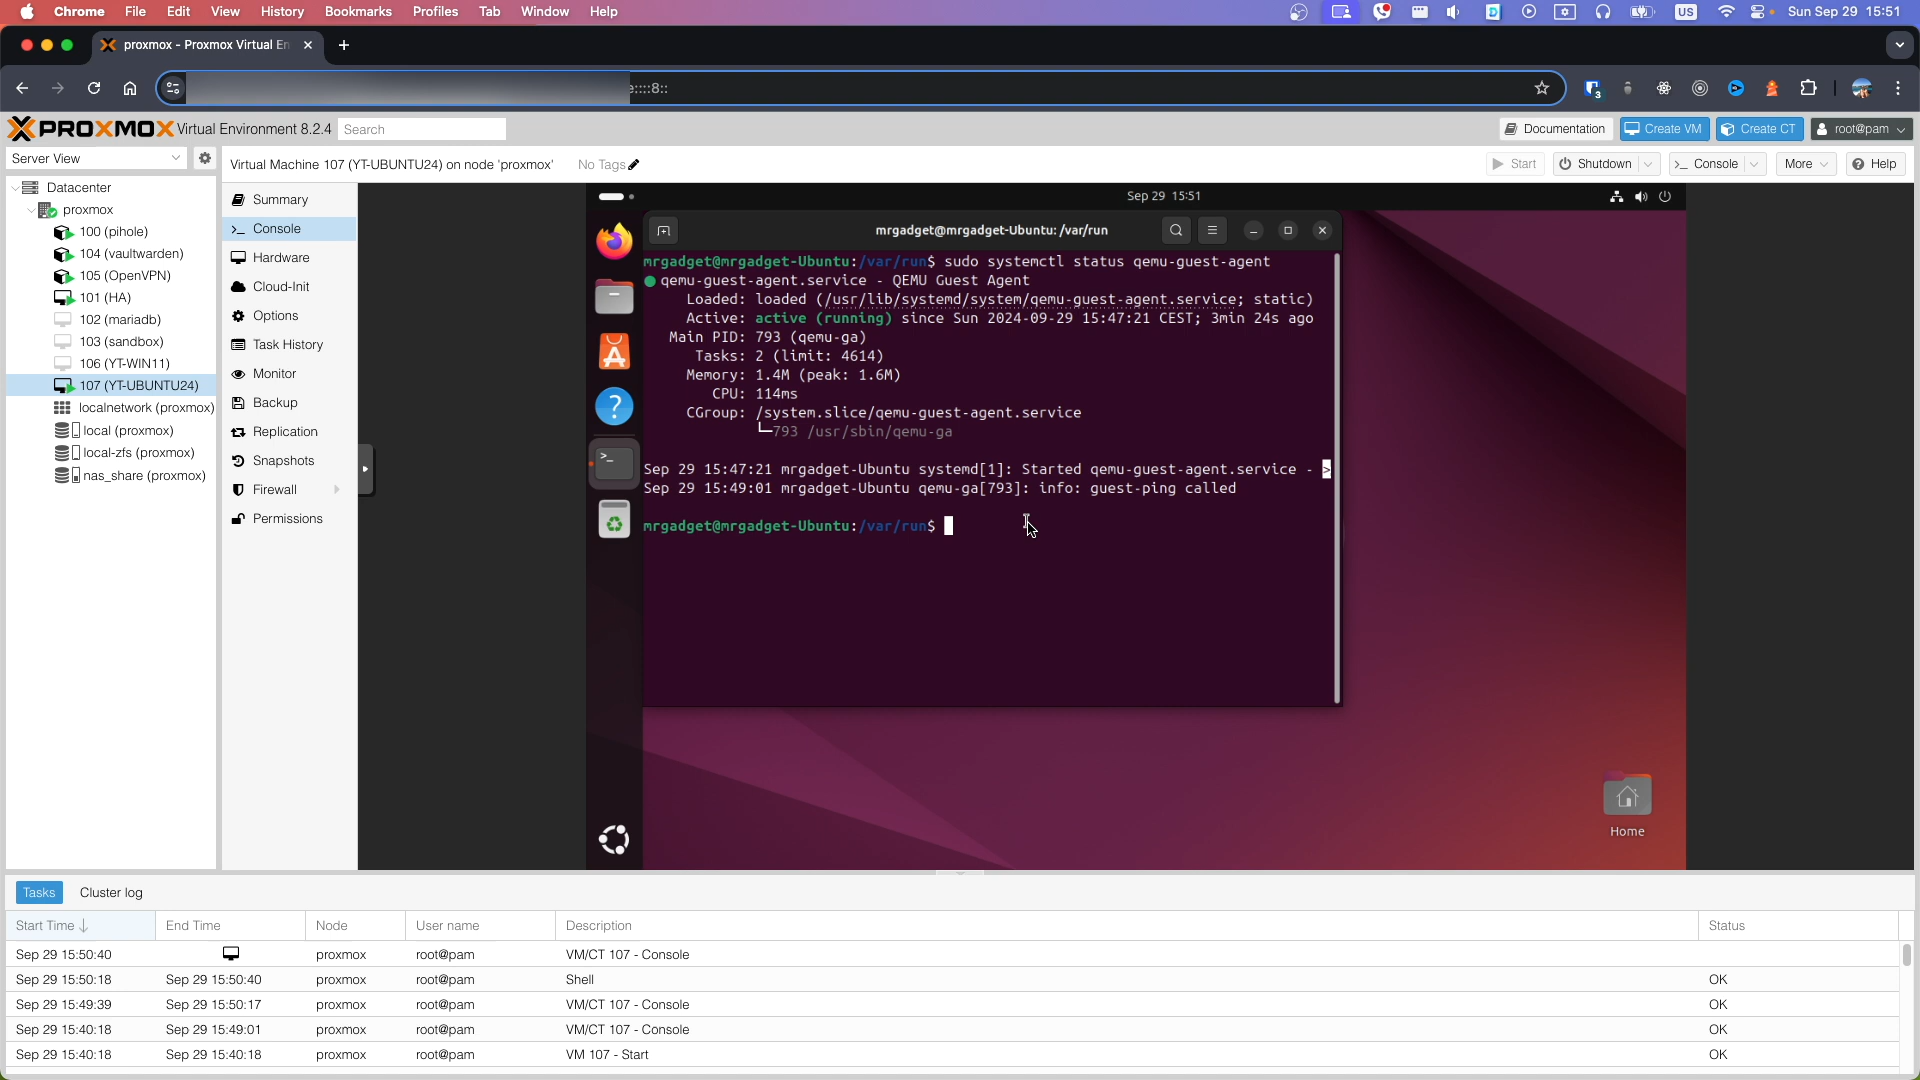 Chrome File Edit View History Bookmarks Profiles Tab Window Help
US Sun Sep 29 15:51
proxmox - Proxmox Virtual En
e::::8::
3
PROXMOX Virtual Environment 8.2.4 Search
Documentation Create VM Create CT root@pam
Server View
Virtual Machine 107 (YT-UBUNTU24) on node 'proxmox' No Tags
Start Shutdown Console More Help
Datacenter
proxmox
100 (pihole)
104 (vaultwarden)
105 (OpenVPN)
101 (HA)
102 (mariadb)
103 (sandbox)
106 (YT-WIN11)
107 (YT-UBUNTU24)
localnetwork (proxmox)
local (proxmox)
local-zfs (proxmox)
nas_share (proxmox)
Summary
Console
Hardware
Cloud-Init
Options
Task History
Monitor
Backup
Replication
Snapshots
Firewall
Permissions
Sep 29 15:51
mrgadget@mrgadget-Ubuntu: /var/run
mrgadget@mrgadget-Ubuntu:/var/run$ sudo systemctl status qemu-guest-agent
qemu-guest-agent.service - QEMU Guest Agent
Loaded: loaded (/usr/lib/systemd/system/qemu-guest-agent.service; static)
Active: active (running) since Sun 2024-09-29 15:47:21 CEST; 3min 24s ago
Main PID: 793 (qemu-ga)
Tasks: 2 (limit: 4614)
Memory: 1.4M (peak: 1.6M)
CPU: 114ms
CGroup: /system.slice/qemu-guest-agent.service
└─793 /usr/sbin/qemu-ga
Sep 29 15:47:21 mrgadget-Ubuntu systemd[1]: Started qemu-guest-agent.service - >
Sep 29 15:49:01 mrgadget-Ubuntu qemu-ga[793]: info: guest-ping called
mrgadget@mrgadget-Ubuntu:/var/run$
Home
Tasks Cluster log
Start Time End Time Node User name Description Status
Sep 29 15:50:40 proxmox root@pam VM/CT 107 - Console
Sep 29 15:50:18 Sep 29 15:50:40 proxmox root@pam Shell OK
Sep 29 15:49:39 Sep 29 15:50:17 proxmox root@pam VM/CT 107 - Console OK
Sep 29 15:40:18 Sep 29 15:49:01 proxmox root@pam VM/CT 107 - Console OK
Sep 29 15:40:18 Sep 29 15:40:18 proxmox root@pam VM 107 - Start OK